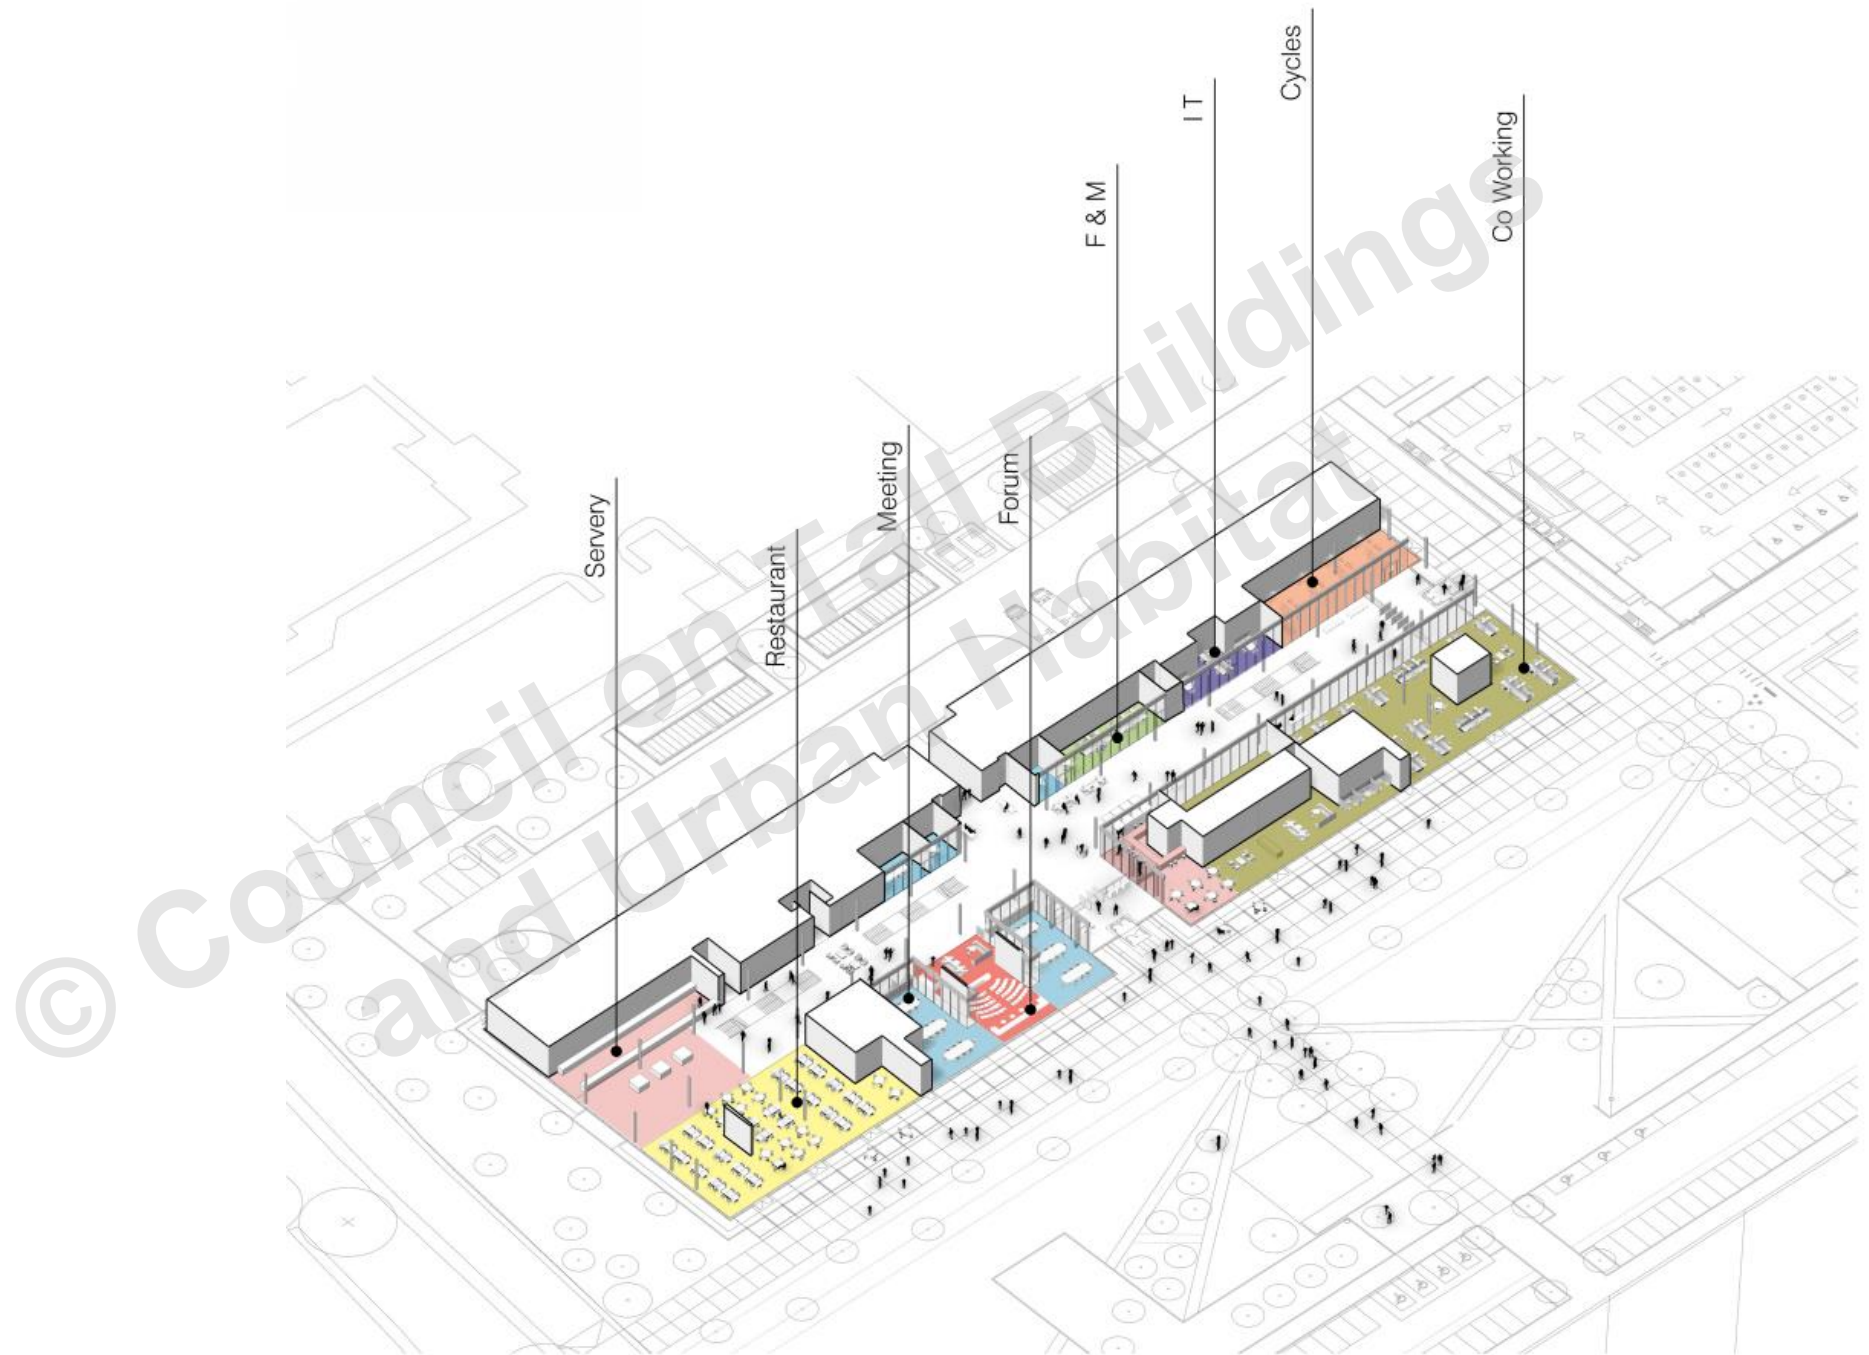 Servery
Restaurant
Meeting
Forum
F & M
I T
Cycles
Co Working
© Council on Tall Buildings
and Urban Habitat